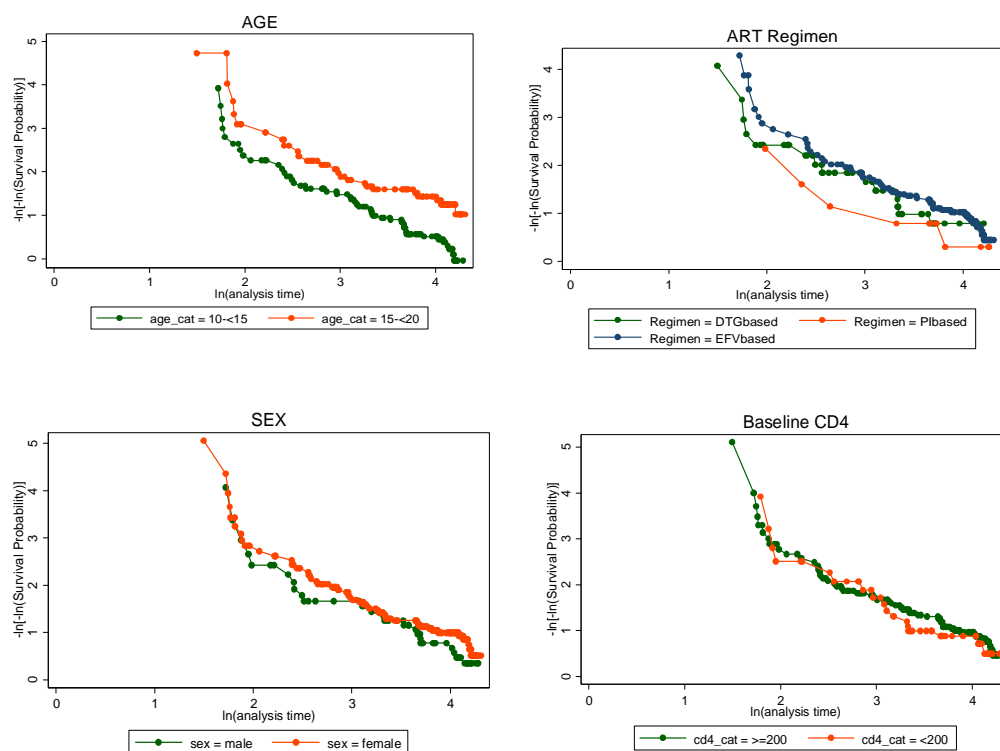 AGE
-ln[-ln(Survival Probability)]
5
4
3
2
1
0
0 1 2 3 4
ln(analysis time)
age_cat = 10-<15 age_cat = 15-<20
ART Regimen
-ln[-ln(Survival Probability)]
4
3
2
1
0
0 1 2 3 4
ln(analysis time)
Regimen = DTGbased Regimen = PIbased
Regimen = EFVbased
SEX
-ln[-ln(Survival Probability)]
5
4
3
2
1
0
0 1 2 3 4
ln(analysis time)
sex = male sex = female
Baseline CD4
-ln[-ln(Survival Probability)]
5
4
3
2
1
0
0 1 2 3 4
ln(analysis time)
cd4_cat = >=200 cd4_cat = <200